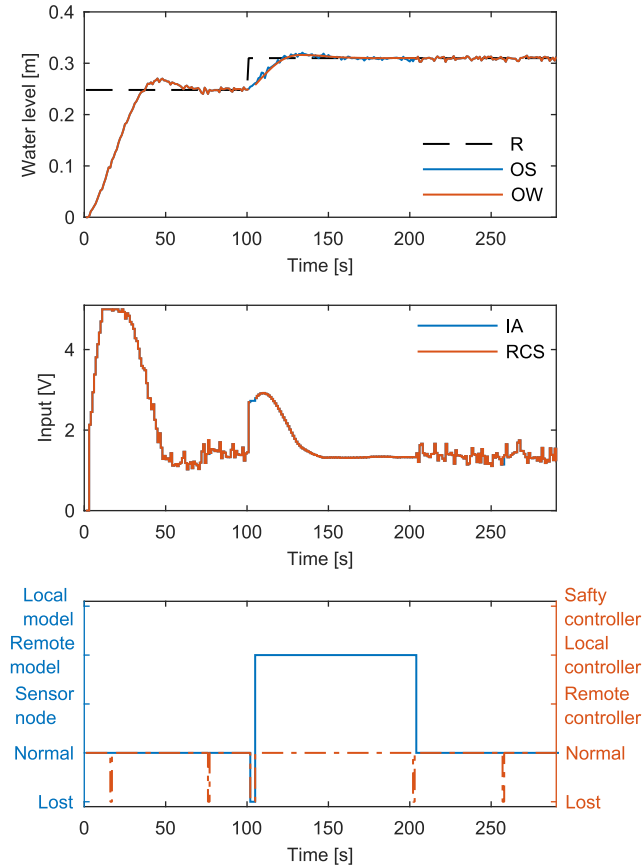 0.4
0.3
0.2
0.1
0
Water level [m]
R
OS
OW
0 50 100 150 200 250
Time [s]
4
2
0
Input [V]
IA
RCS
0 50 100 150 200 250
Time [s]
Local
model
Remote
model
Sensor
node
Normal
Lost
Safty
controller
Local
controller
Remote
controller
Normal
Lost
0 50 100 150 200 250
Time [s]